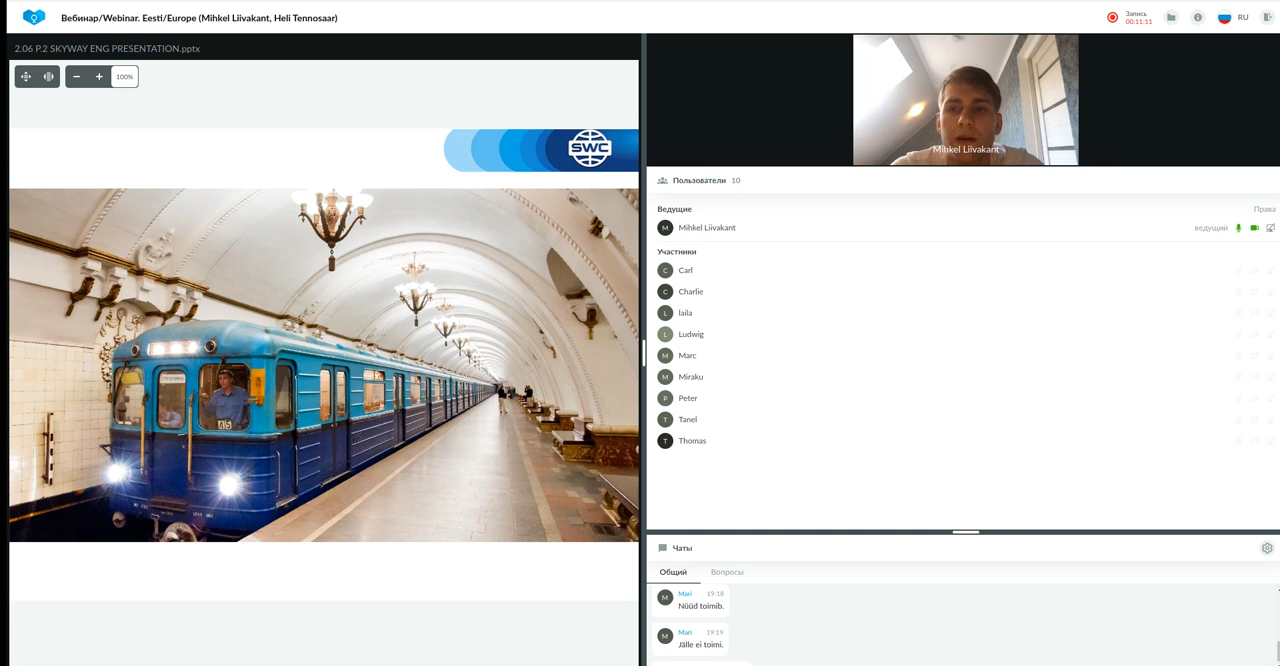 Вебинар/Webinar. Eesti/Europe (Mihkel Liivakant, Heli Tennosaar)
Запись
00:11:11
RU
2.06 P.2 SKYWAY ENG PRESENTATION.pptx
100%
SWC
45
Mihkel Liivakant
Пользователи 10
Ведущие
Права
M Mihkel Liivakant
ведущий
Участники
C Carl
C Charlie
L laila
L Ludwig
M Marc
M Miraku
P Peter
T Tanel
T Thomas
Чаты
Общий
Вопросы
M Mari 19:18
Nüüd toimib.
M Mari 19:19
Jälle ei toimi.